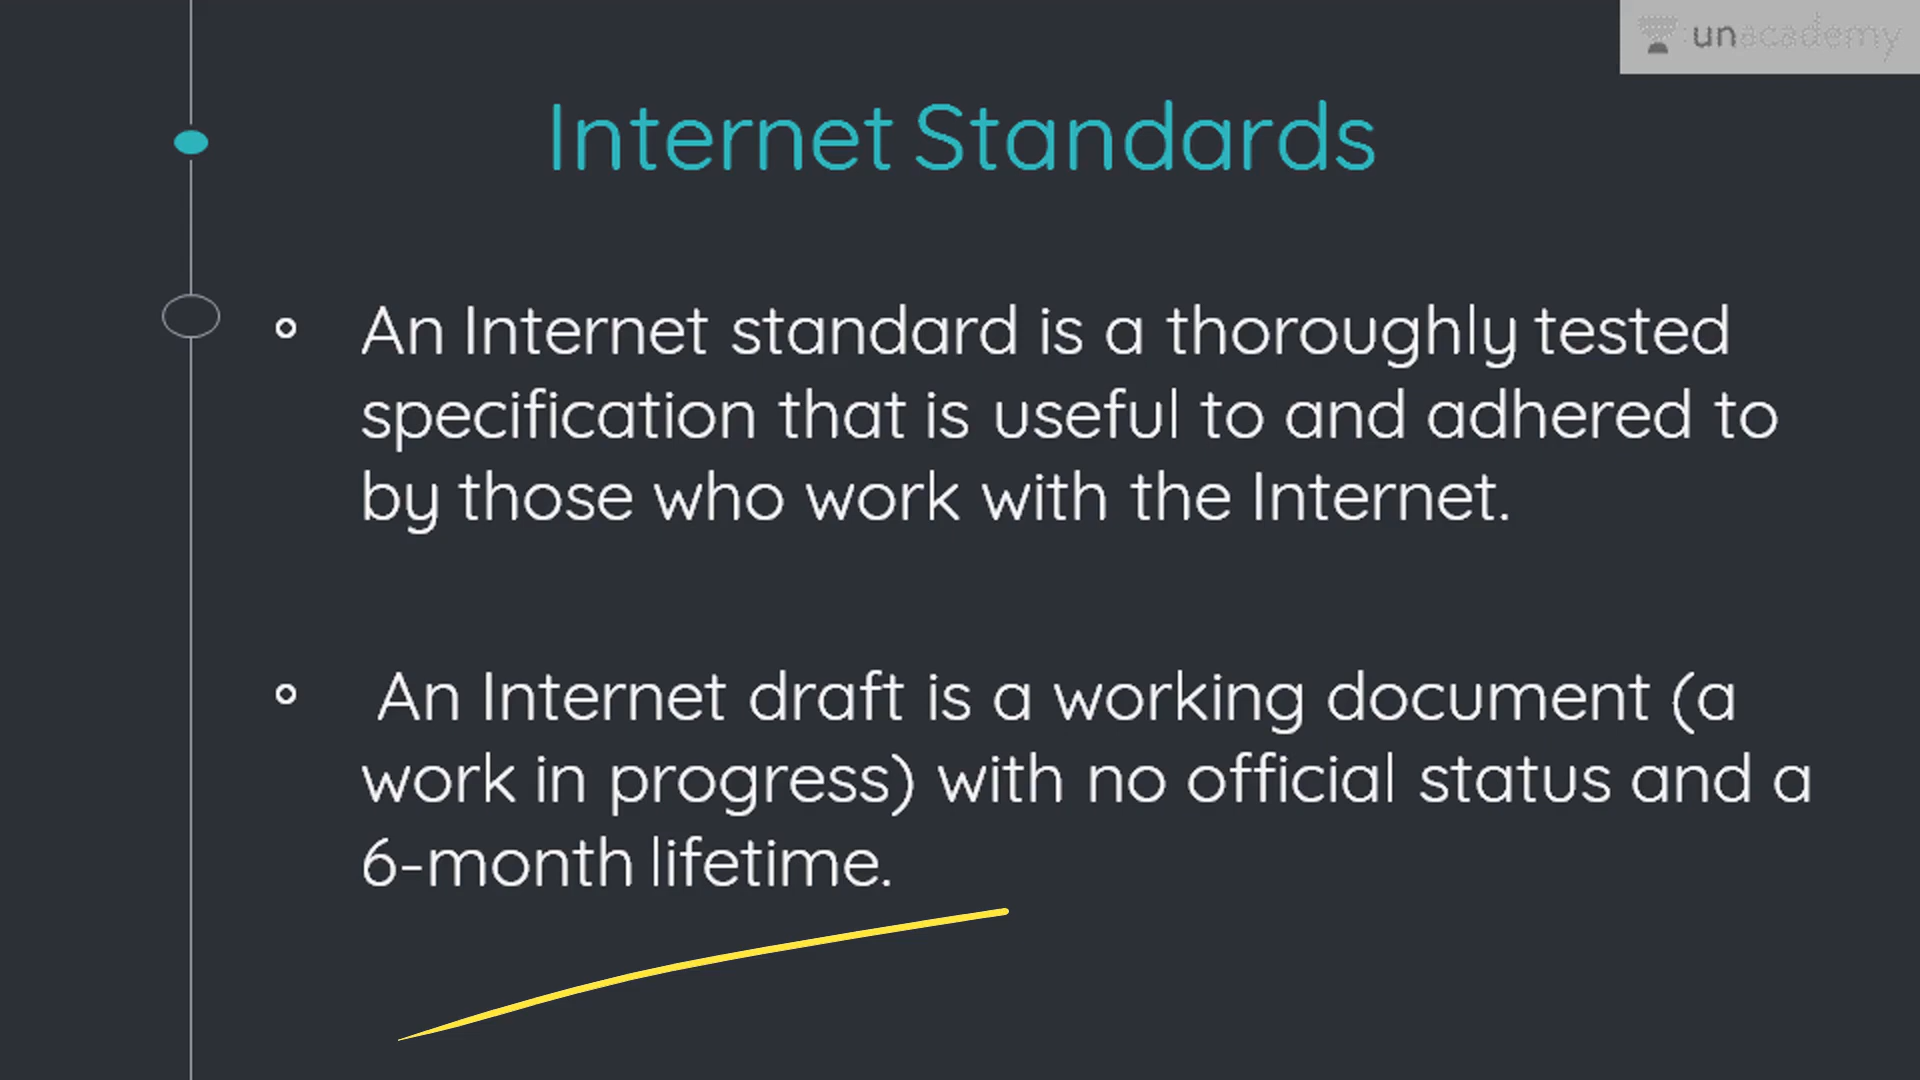 unacademy
Internet Standards
An Internet standard is a thoroughly tested
specification that is useful to and adhered to
by those who work with the Internet.
An Internet draft is a working document (a
work in progress) with no official status and a
6-month lifetime.